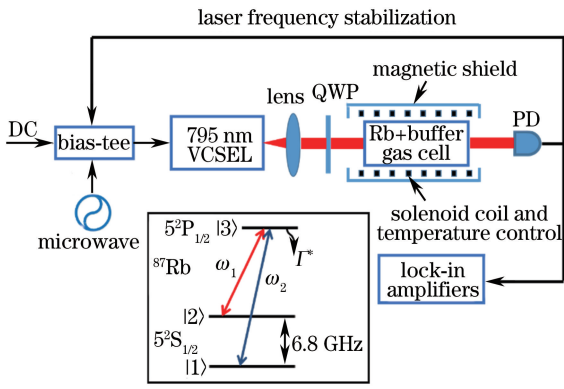 laser frequency stabilization
magnetic shield
lens
QWP
PD
DC
bias-tee
795 nm
VCSEL
Rb+buffer
gas cell
microwave
solenoid coil and
temperature control
lock-in
amplifiers
5²P₁/₂ |3⟩
Γ*
⁸⁷Rb
ω₁
ω₂
|2⟩
5²S₁/₂
6.8 GHz
|1⟩